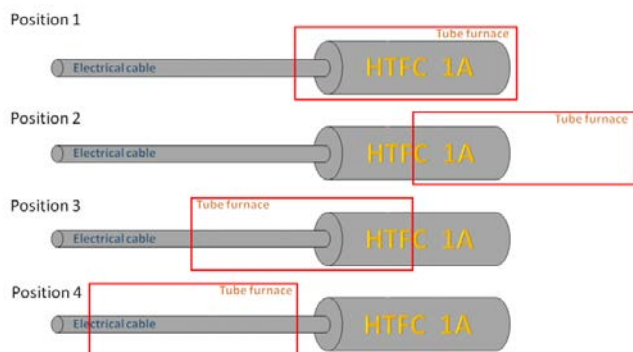 Position 1
Tube furnace
Electrical cable
HTFC 1A
Position 2
Tube furnace
Electrical cable
HTFC 1A
Position 3
Tube furnace
Electrical cable
HTFC 1A
Position 4
Tube furnace
Electrical cable
HTFC 1A